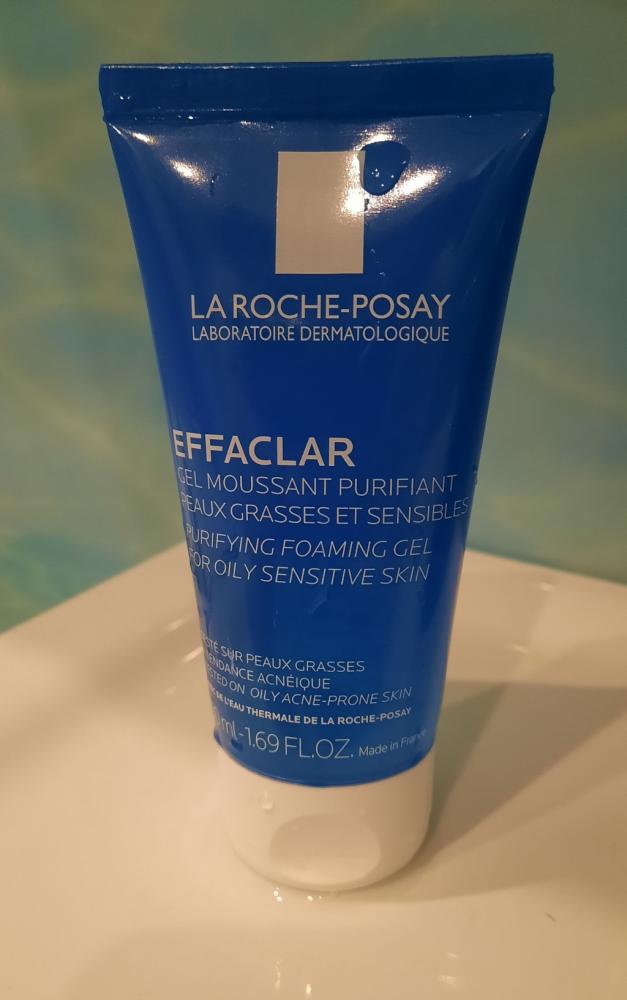 LA ROCHE-POSAY
LABORATOIRE DERMATOLOGIQUE
EFFACLAR
GEL MOUSSANT PURIFIANT
PEAUX GRASSES ET SENSIBLES
PURIFYING FOAMING GEL
FOR OILY SENSITIVE SKIN
SUR PEAUX GRASSES
ACNÉIQUE
ON OILY ACNE-PRONE SKIN
DE L'EAU THERMALE DE LA ROCHE-POSAY
ml-1.69 FL.OZ. Made in France